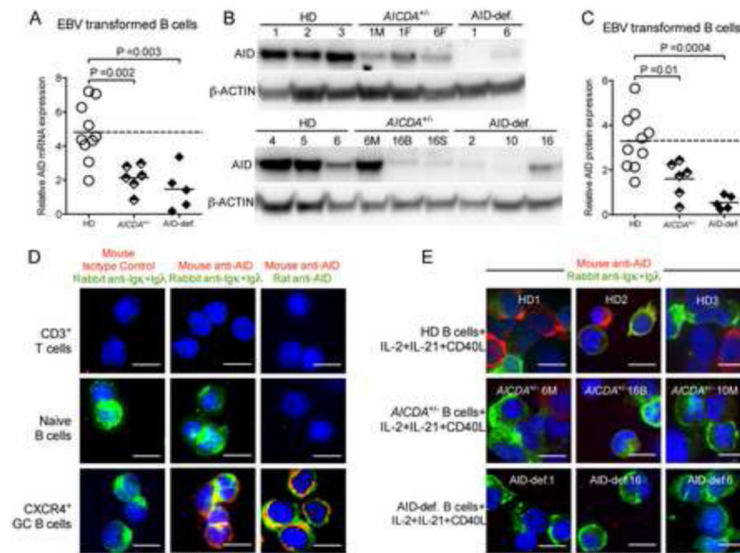 A
EBV transformed B cells
P =0.003
P =0.002
Relative AID mRNA expression
8
4
0
HD
AICDA+/-
AID-def.
B
HD
AICDA+/-
AID-def.
1 2 3 1M 1F 6F 1 6
AID
β-ACTIN
HD
AICDA+/-
AID-def.
4 5 6 6M 16B 16S 2 10 16
AID
β-ACTIN
C
EBV transformed B cells
P =0.0004
P =0.01
Relative AID protein expression
6
4
2
0
HD
AICDA+/-
AID-def.
D
Mouse
Isotype Control
Rabbit anti-Igκ+Igλ
Mouse anti-AID
Rabbit anti-Igκ+Igλ
Mouse anti-AID
Rat anti-AID
CD3+
T cells
Naive
B cells
CXCR4+
GC B cells
E
Mouse anti-AID
Rabbit anti-Igκ+Igλ
HD1
HD2
HD3
HD B cells+
IL-2+IL-21+CD40L
AICDA+/- 6M
AICDA+/- 16B
AICDA+/- 10M
AICDA+/- B cells+
IL-2+IL-21+CD40L
AID-def.1
AID-def.16
AID-def.6
AID-def. B cells+
IL-2+IL-21+CD40L